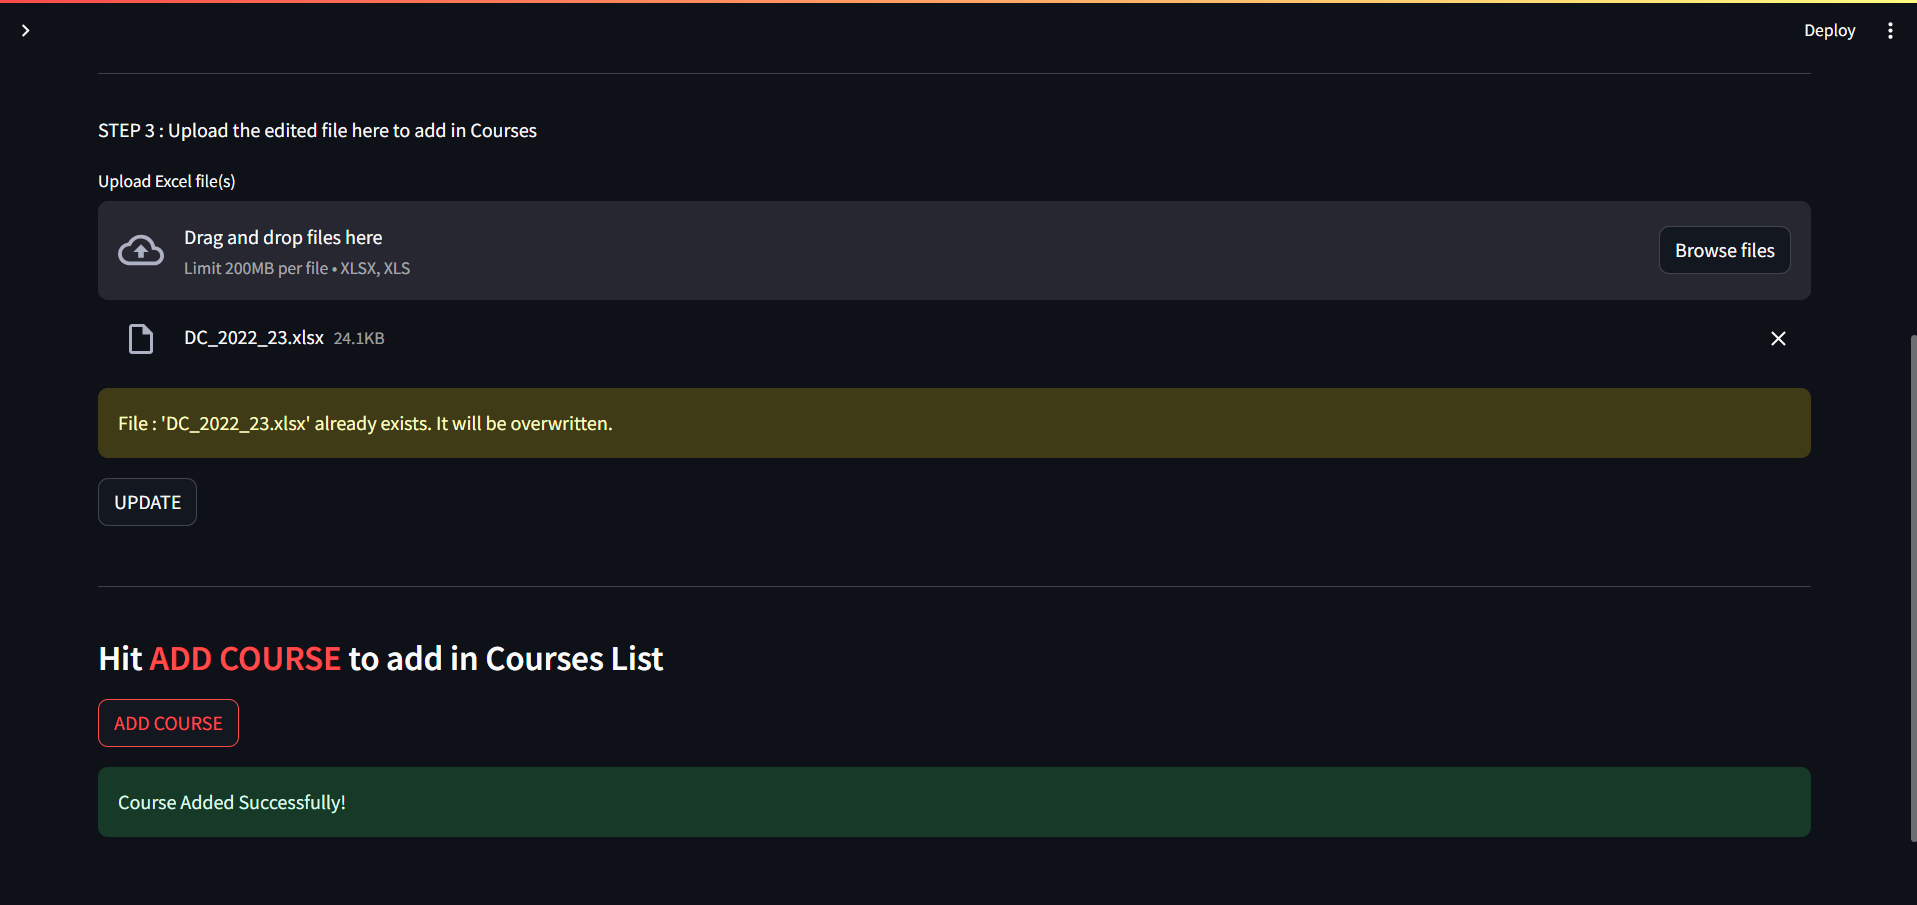 Deploy
STEP 3 : Upload the edited file here to add in Courses
Upload Excel file(s)
Drag and drop files here
Limit 200MB per file • XLSX, XLS
Browse files
DC_2022_23.xlsx 24.1KB
File : 'DC_2022_23.xlsx' already exists. It will be overwritten.
UPDATE
Hit ADD COURSE to add in Courses List
ADD COURSE
Course Added Successfully!